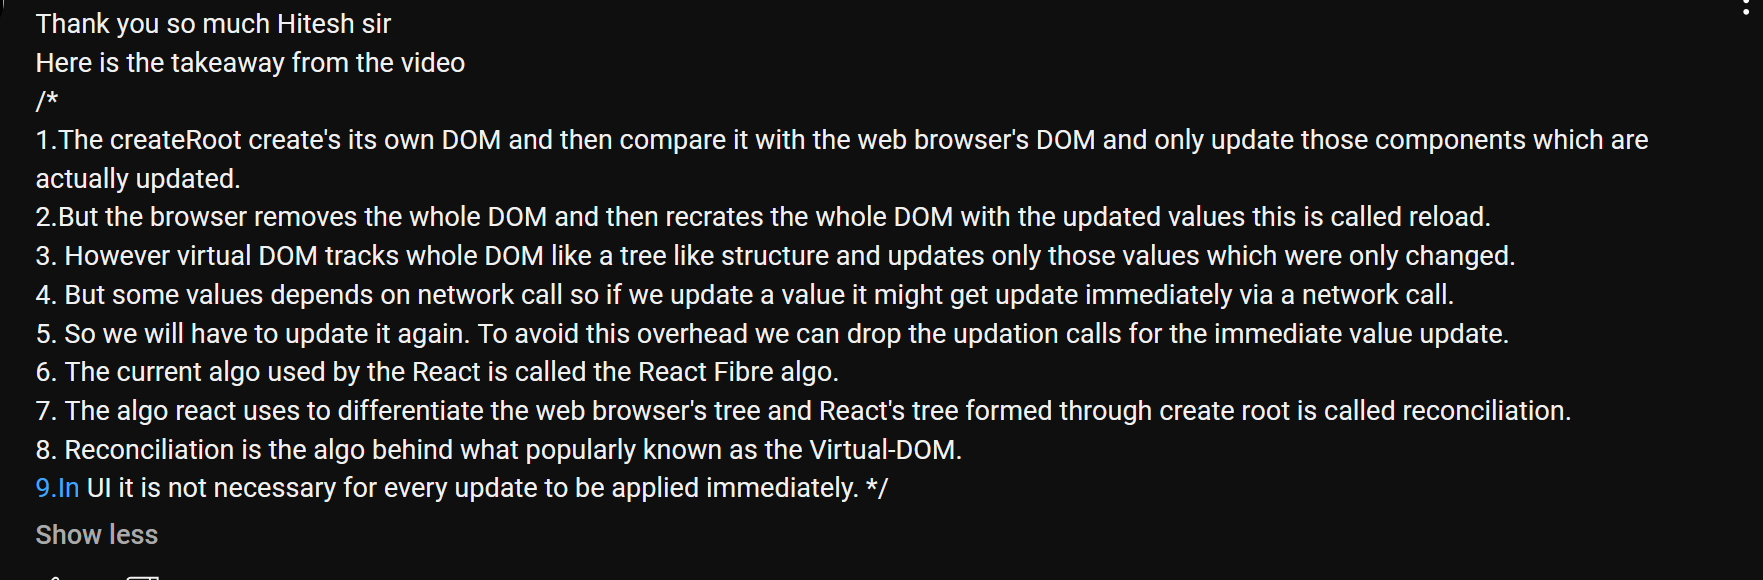 Thank you so much Hitesh sir
Here is the takeaway from the video
/*
1.The createRoot create's its own DOM and then compare it with the web browser's DOM and only update those components which are
actually updated.
2.But the browser removes the whole DOM and then recrates the whole DOM with the updated values this is called reload.
3. However virtual DOM tracks whole DOM like a tree like structure and updates only those values which were only changed.
4. But some values depends on network call so if we update a value it might get update immediately via a network call.
5. So we will have to update it again. To avoid this overhead we can drop the updation calls for the immediate value update.
6. The current algo used by the React is called the React Fibre algo.
7. The algo react uses to differentiate the web browser's tree and React's tree formed through create root is called reconciliation.
8. Reconciliation is the algo behind what popularly known as the Virtual-DOM.
9.In UI it is not necessary for every update to be applied immediately. */
Show less